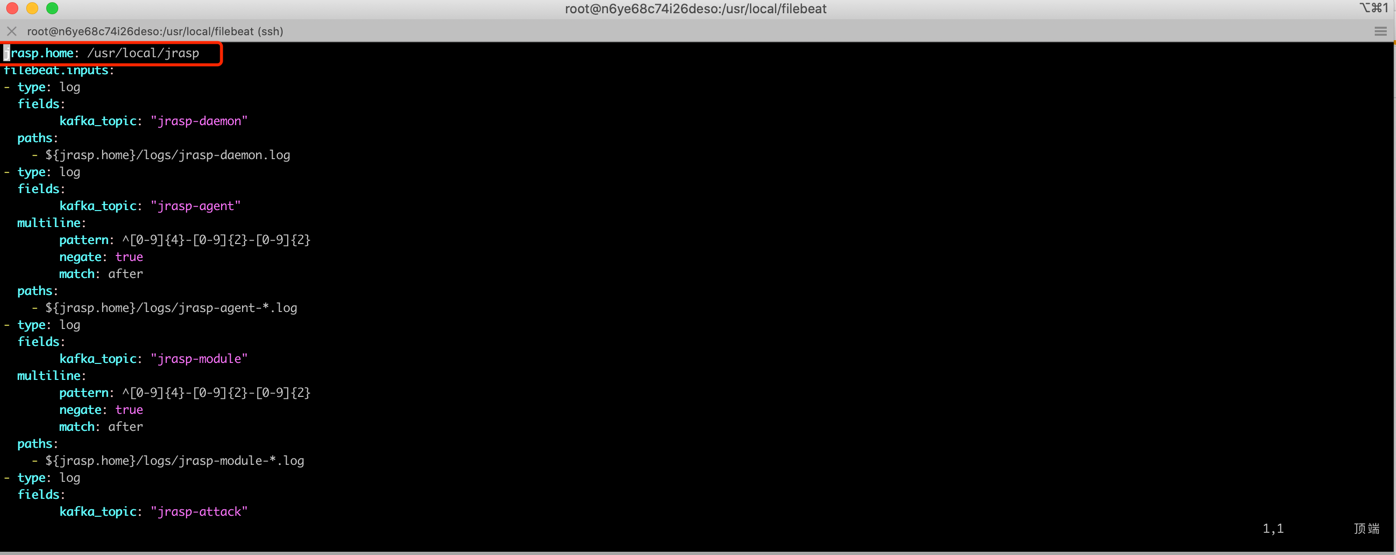 root@n6ye68c74i26deso:/usr/local/filebeat
⌥⌘1
root@n6ye68c74i26deso:/usr/local/filebeat (ssh)
jrasp.home: /usr/local/jrasp
filebeat.inputs:
- type: log
  fields:
        kafka_topic: "jrasp-daemon"
  paths:
    - ${jrasp.home}/logs/jrasp-daemon.log
- type: log
  fields:
        kafka_topic: "jrasp-agent"
  multiline:
        pattern: ^[0-9]{4}-[0-9]{2}-[0-9]{2}
        negate: true
        match: after
  paths:
    - ${jrasp.home}/logs/jrasp-agent-*.log
- type: log
  fields:
        kafka_topic: "jrasp-module"
  multiline:
        pattern: ^[0-9]{4}-[0-9]{2}-[0-9]{2}
        negate: true
        match: after
  paths:
    - ${jrasp.home}/logs/jrasp-module-*.log
- type: log
  fields:
        kafka_topic: "jrasp-attack"
1,1 顶端